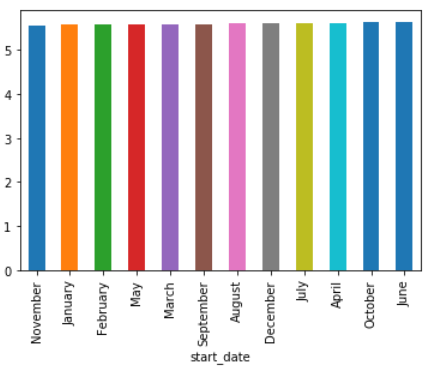 5
4
3
2
1
0
November
January
February
May
March
September
August
December
July
April
October
June
start_date